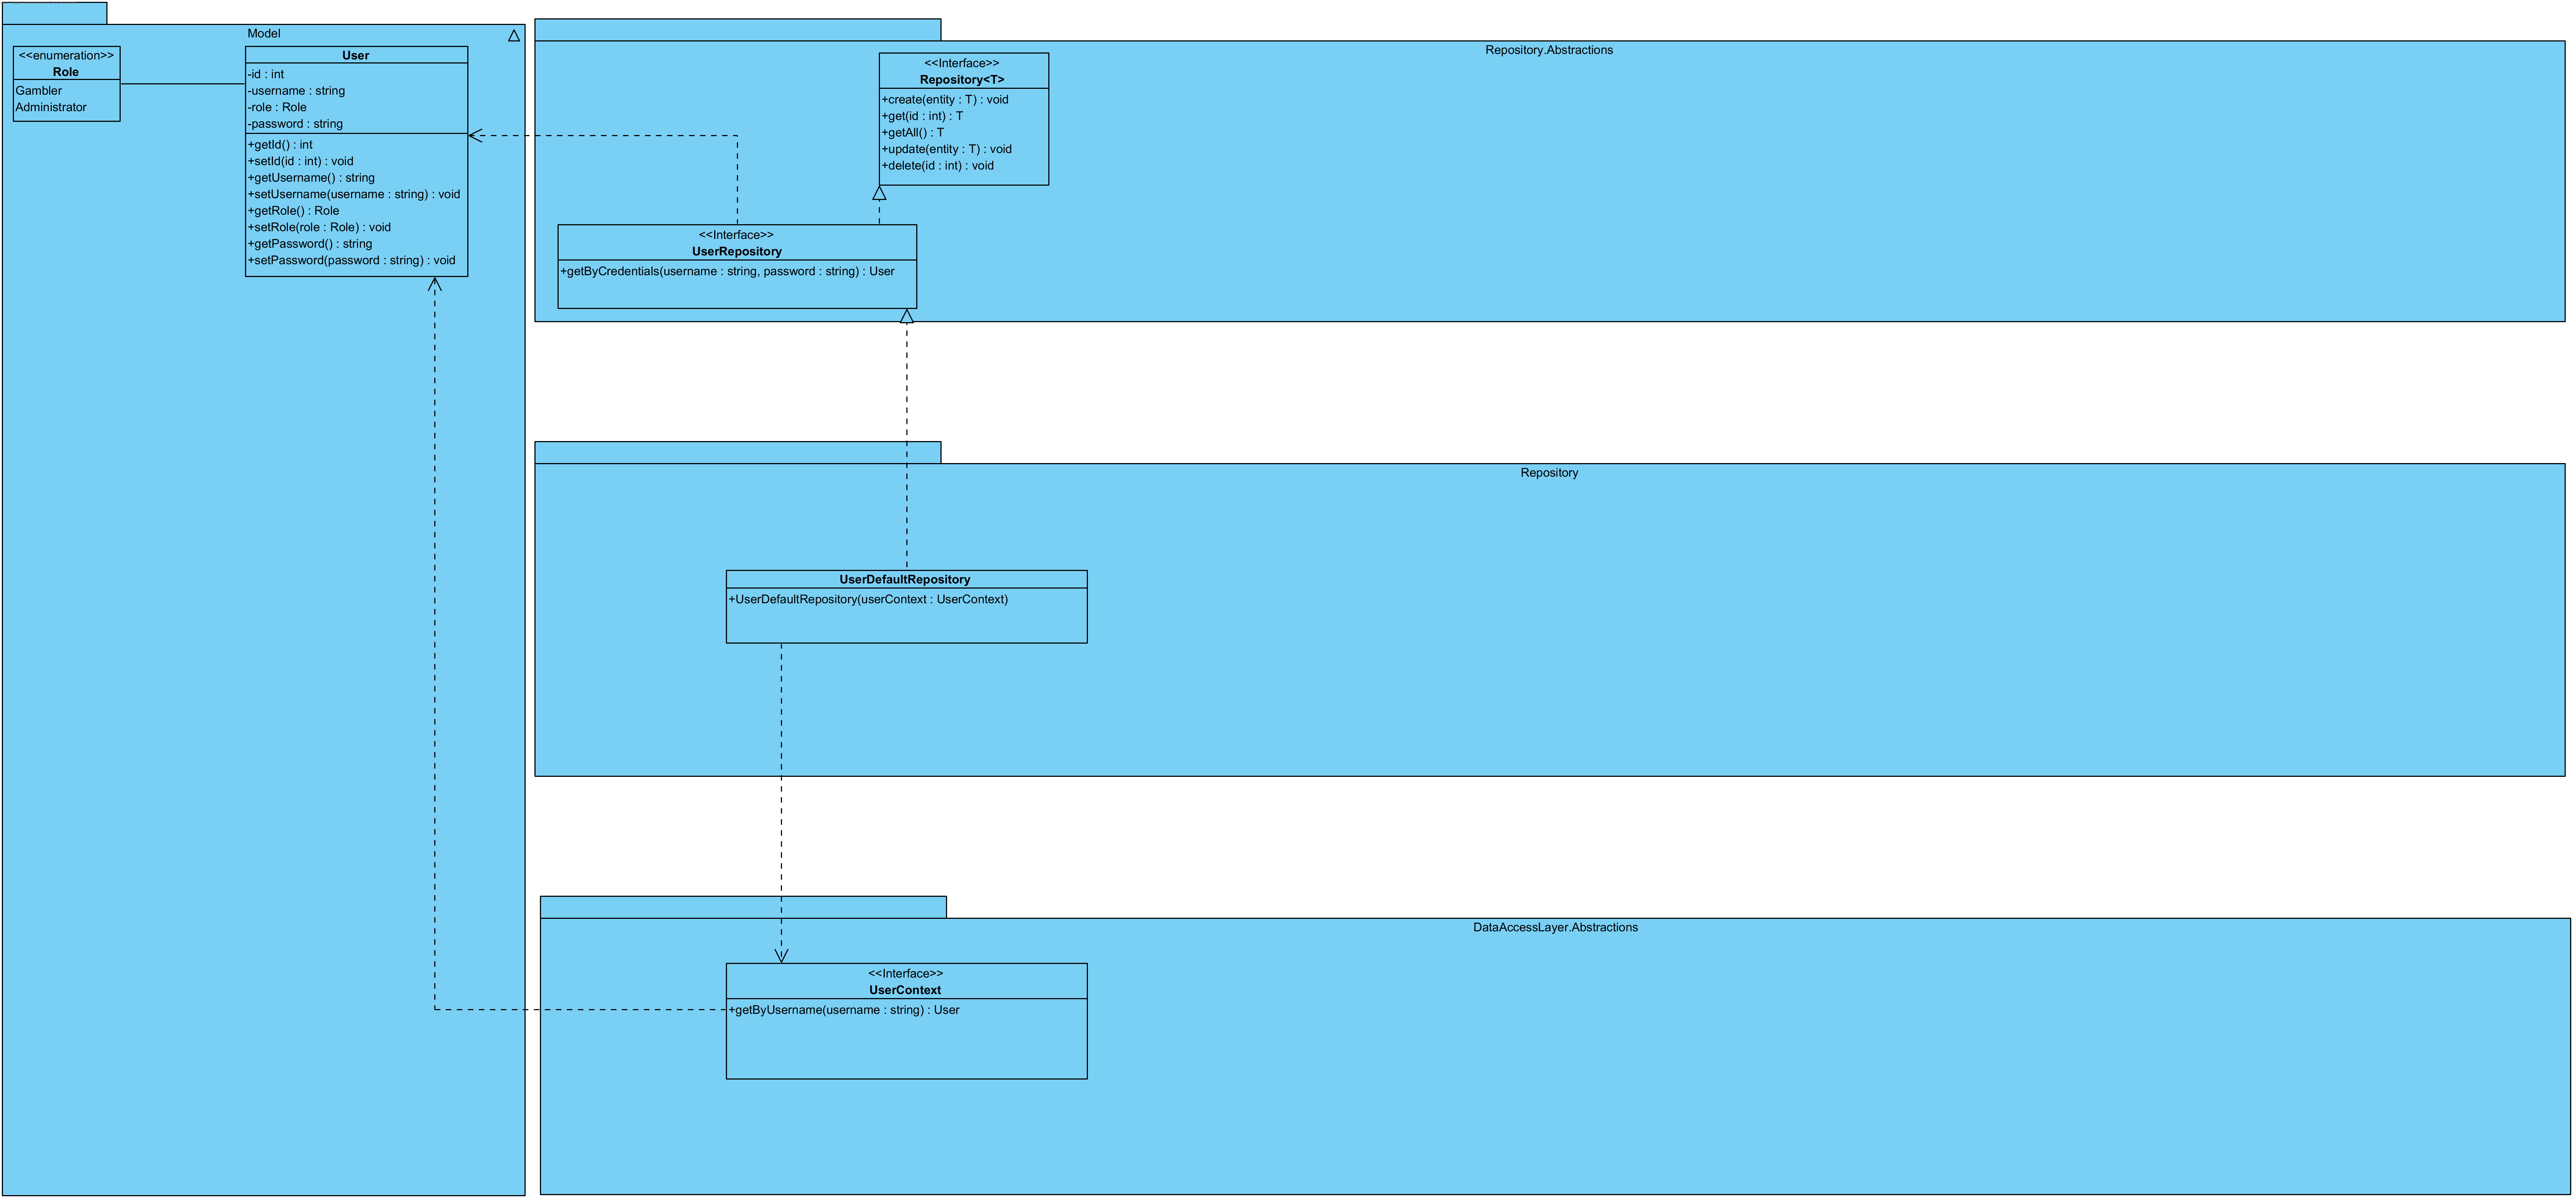 Model
<<enumeration>>
Role
Gambler
Administrator
User
-id : int
-username : string
-role : Role
-password : string
+getId() : int
+setId(id : int) : void
+getUsername() : string
+setUsername(username : string) : void
+getRole() : Role
+setRole(role : Role) : void
+getPassword() : string
+setPassword(password : string) : void
Repository.Abstractions
<<Interface>>
Repository<T>
+create(entity : T) : void
+get(id : int) : T
+getAll() : T
+update(entity : T) : void
+delete(id : int) : void
<<Interface>>
UserRepository
+getByCredentials(username : string, password : string) : User
Repository
UserDefaultRepository
+UserDefaultRepository(userContext : UserContext)
DataAccessLayer.Abstractions
<<Interface>>
UserContext
+getByUsername(username : string) : User